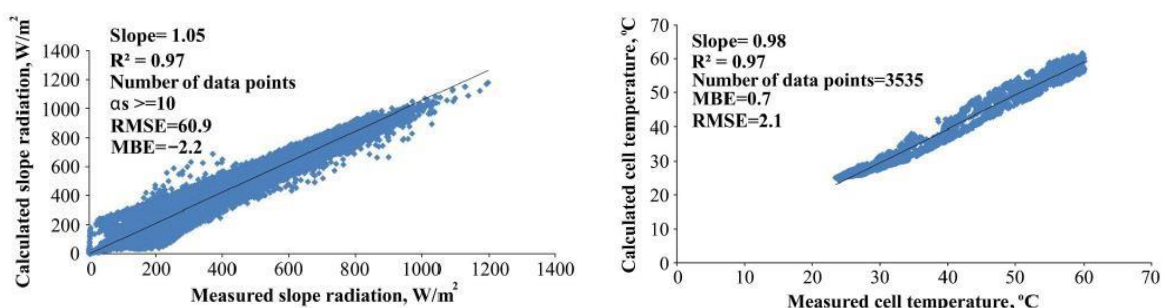 Calculated slope radiation, W/m²
1400
1200
1000
800
600
400
200
0
Slope= 1.05
R² = 0.97
Number of data points
αs >=10
RMSE=60.9
MBE=−2.2
0
200
400
600
800
1000
1200
1400
Measured slope radiation, W/m²
Calculated cell temperature, ºC
70
60
50
40
30
20
10
0
Slope= 0.98
R² = 0.97
Number of data points=3535
MBE=0.7
RMSE=2.1
0
10
20
30
40
50
60
70
Measured cell temperature, ºC